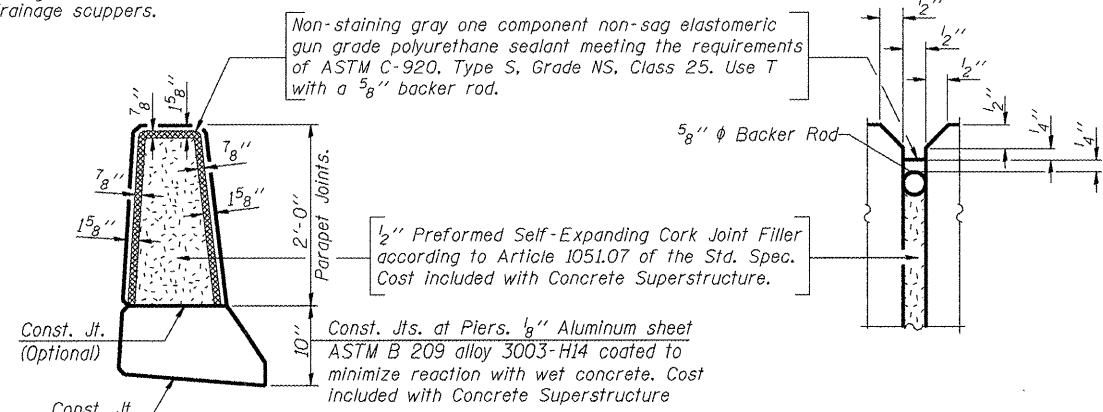 rainage scuppers.
Non-staining gray one component non-sag elastomeric
gun grade polyurethane sealant meeting the requirements
of ASTM C-920, Type S, Grade NS, Class 25. Use T
with a 5/8" backer rod.
7/8"
1 5/8"
7/8"
7/8"
1 5/8"
1 5/8"
2'-0"
Parapet Joints.
10"
Const. Jt.
(Optional)
Const. Jt.
1/2" Preformed Self-Expanding Cork Joint Filler
according to Article 1051.07 of the Std. Spec.
Cost included with Concrete Superstructure.
Const. Jts. at Piers. 1/8" Aluminum sheet
ASTM B 209 alloy 3003-H14 coated to
minimize reaction with wet concrete. Cost
included with Concrete Superstructure
1/2"
1/2"
1/2"
1/2"
1/4"
1/4"
5/8" ϕ Backer Rod